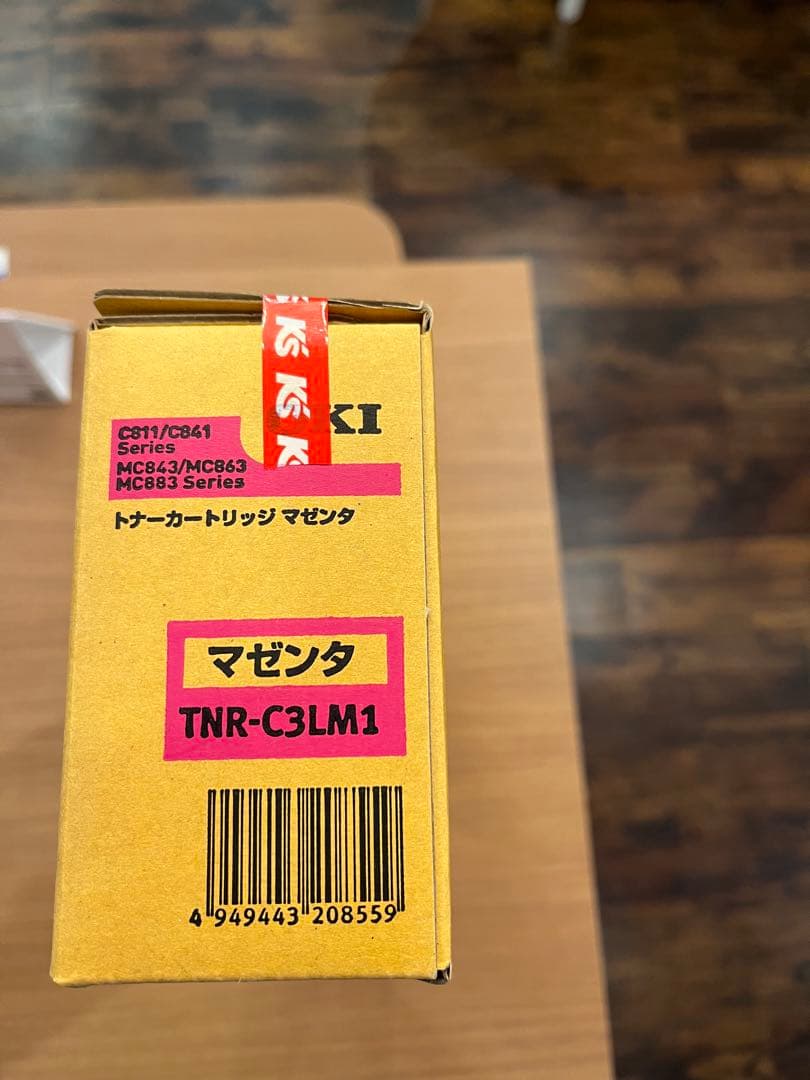 K's K's K
KI
C811/C841
Series
MC843/MC863
MC883 Series
トナーカートリッジ マゼンタ
マゼンタ
TNR-C3LM1
4 949443 208559